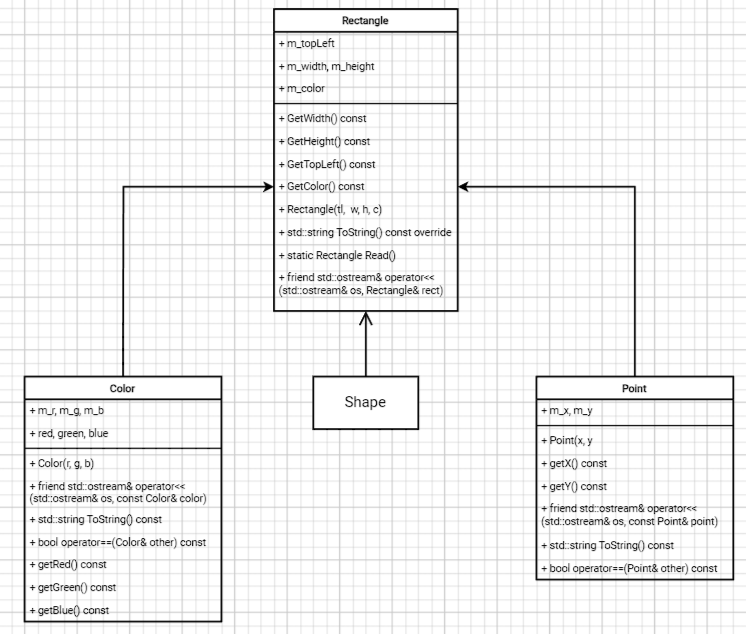 Rectangle
+ m_topLeft
+ m_width, m_height
+ m_color
+ GetWidth() const
+ GetHeight() const
+ GetTopLeft() const
+ GetColor() const
+ Rectangle(tl, w, h, c)
+ std::string ToString() const override
+ static Rectangle Read()
+ friend std::ostream& operator<<
(std::ostream& os, Rectangle& rect)
Color
+ m_r, m_g, m_b
+ red, green, blue
+ Color(r, g, b)
+ friend std::ostream& operator<<
(std::ostream& os, const Color& color)
+ std::string ToString() const
+ bool operator==(Color& other) const
+ getRed() const
+ getGreen() const
+ getBlue() const
Shape
Point
+ m_x, m_y
+ Point(x, y
+ getX() const
+ getY() const
+ friend std::ostream& operator<<
(std::ostream& os, const Point& point)
+ std::string ToString() const
+ bool operator==(Point& other) const